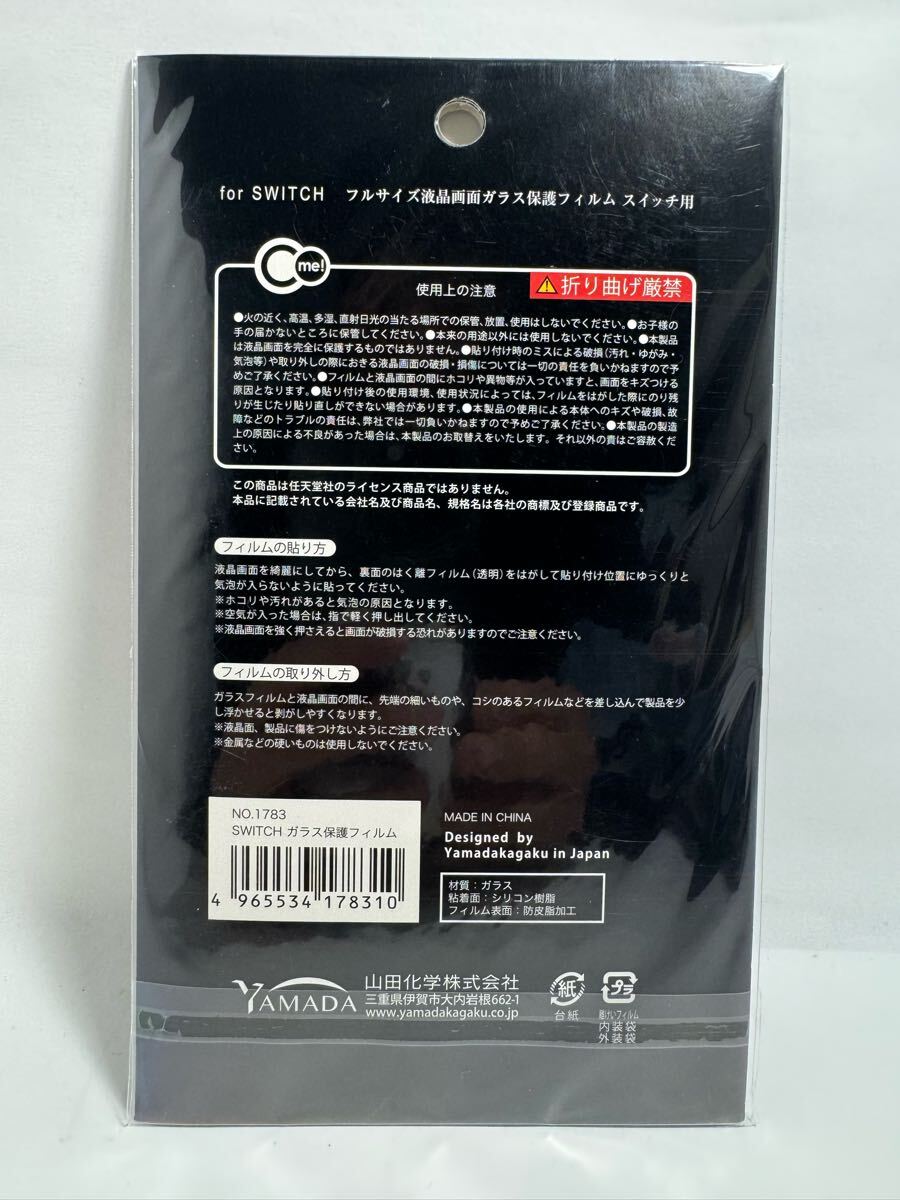 for SWITCH フルサイズ液晶画面ガラス保護フィルム スイッチ用
Cme!
使用上の注意
⚠折り曲げ厳禁
●火の近く、高温、多湿、直射日光の当たる場所での保管、放置、使用はしないでください。●お子様の
手の届かないところに保管してください。●本来の用途以外には使用しないでください。●本製品
は液晶画面を完全に保護するものではありません。●貼り付け時のミスによる破損（汚れ・ゆがみ・
気泡等）や取り外しの際におきる液晶画面の破損・損傷については一切の責任を負いかねますので予
めご了承ください。●フィルムと液晶画面の間にホコリや異物等が入っていますと、画面をキズつける
原因となります。●貼り付け後の使用環境、使用状況によっては、フィルムをはがした際にのり残
りが生じたり貼り直しができない場合があります。●本製品の使用による本体へのキズや破損、故
障などのトラブルの責任は、弊社では一切負いかねますので予めご了承ください。●本製品の製造
上の原因による不良があった場合は、本製品のお取替えをいたします。それ以外の責はご容赦くだ
さい。
この商品は任天堂社のライセンス商品ではありません。
本品に記載されている会社名及び商品名、規格名は各社の商標及び登録商品です。
フィルムの貼り方
液晶画面を綺麗にしてから、裏面のはく離フィルム（透明）をはがして貼り付け位置にゆっくりと
気泡が入らないように貼ってください。
※ホコリや汚れがあると気泡の原因となります。
※空気が入った場合は、指で軽く押し出してください。
※液晶画面を強く押さえると画面が破損する恐れがありますのでご注意ください。
フィルムの取り外し方
ガラスフィルムと液晶画面の間に、先端の細いものや、コシのあるフィルムなどを差し込んで製品を少
し浮かせると剥がしやすくなります。
※液晶面、製品に傷をつけないようにご注意ください。
※金属などの硬いものは使用しないでください。
NO.1783
SWITCH ガラス保護フィルム
4 965534 178310
MADE IN CHINA
Designed by
Yamadakagaku in Japan
材質：ガラス
粘着面：シリコン樹脂
フィルム表面：防皮脂加工
YAMADA
山田化学株式会社
三重県伊賀市大内岩根662-1
www.yamadakagaku.co.jp
紙
台紙
プラ
内装袋
外装袋